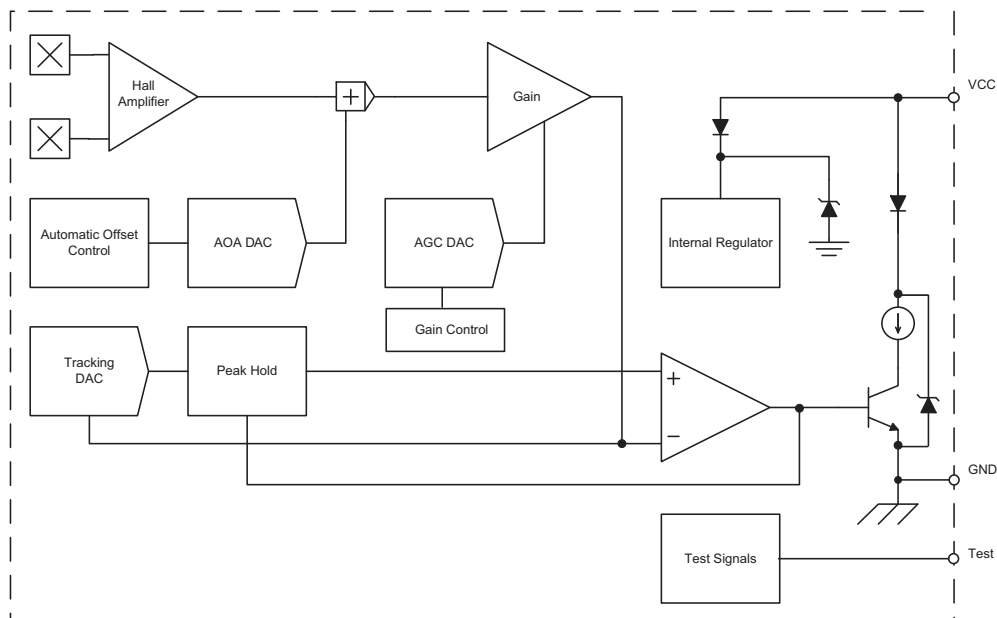 Hall
Amplifier
+
Gain
VCC
Automatic Offset
Control
AOA DAC
AGC DAC
Internal Regulator
Gain Control
Tracking
DAC
Peak Hold
+
−
GND
Test Signals
Test